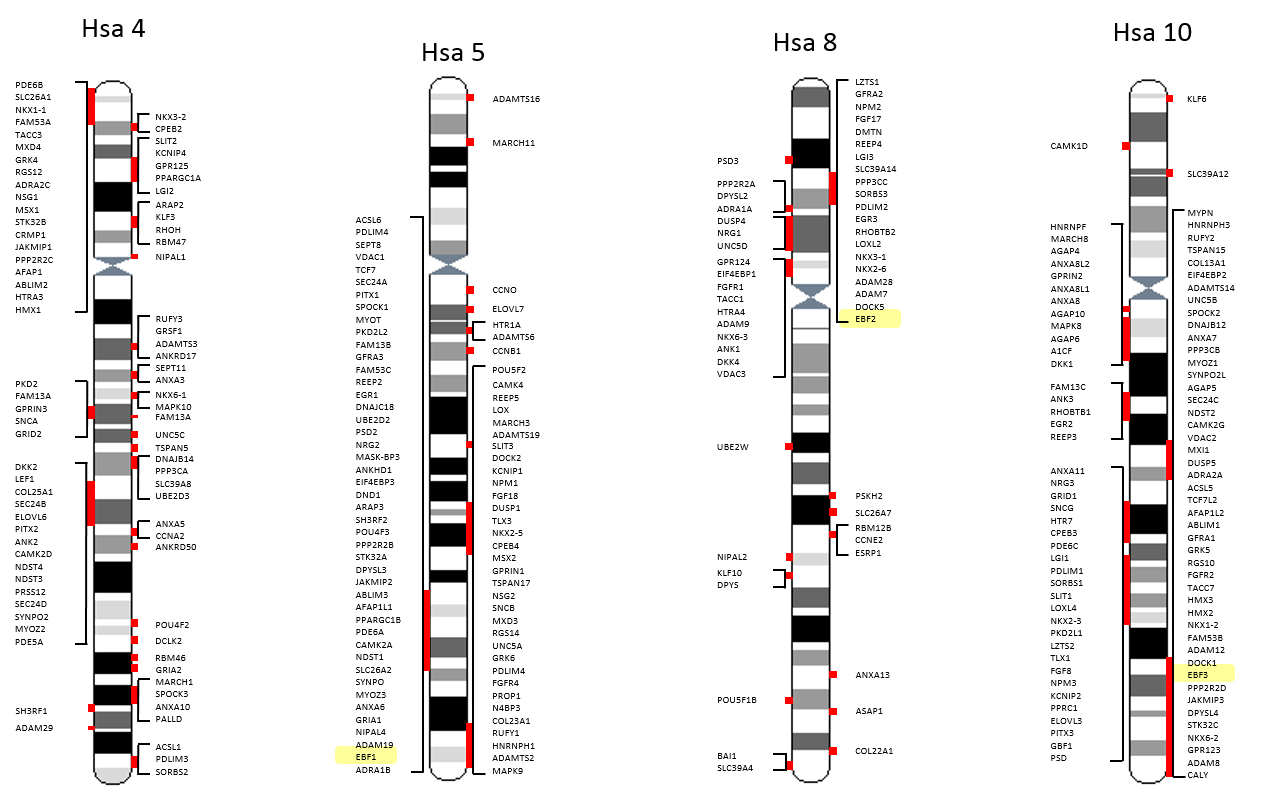 Hsa 4
PDE6B
SLC26A1
NKX1-1
FAM53A
TACC3
MXD4
GRK4
RGS12
ADRA2C
NSG1
MSX1
STK32B
CRMP1
JAKMIP1
PPP2R2C
AFAP1
ABLIM2
HTRA3
HMX1
PKD2
FAM13A
GPRIN3
SNCA
GRID2
DKK2
LEF1
COL25A1
SEC24B
ELOVL6
PITX2
ANK2
CAMK2D
NDST4
NDST3
PRSS12
SEC24D
SYNPO2
MYOZ2
PDE5A
SH3RF1
ADAM29
NKX3-2
CPEB2
SLIT2
KCNIP4
GPR125
PPARGC1A
LGI2
ARAP2
KLF3
RHOH
RBM47
NIPAL1
RUFY3
GRSF1
ADAMTS3
ANKRD17
SEPT11
ANXA3
NKX6-1
MAPK10
FAM13A
UNC5C
TSPAN5
DNAJB14
PPP3CA
SLC39A8
UBE2D3
ANXA5
CCNA2
ANKRD50
POU4F2
DCLK2
RBM46
GRIA2
MARCH1
SPOCK3
ANXA10
PALLD
ACSL1
PDLIM3
SORBS2
Hsa 5
ACSL6
PDLIM4
SEPT8
VDAC1
TCF7
SEC24A
PITX1
SPOCK1
MYOT
PKD2L2
FAM13B
GFRA3
FAM53C
REEP2
EGR1
DNAJC18
UBE2D2
PSD2
NRG2
MASK-BP3
ANKHD1
EIF4EBP3
DND1
ARAP3
SH3RF2
POU4F3
PPP2R2B
STK32A
DPYSL3
JAKMIP2
ABLIM3
AFAP1L1
PPARGC1B
PDE6A
CAMK2A
NDST1
SLC26A2
SYNPO
MYOZ3
ANXA6
GRIA1
NIPAL4
ADAM19
EBF1
ADRA1B
ADAMTS16
MARCH11
CCNO
ELOVL7
HTR1A
ADAMTS6
CCNB1
POU5F2
CAMK4
REEP5
LOX
MARCH3
ADAMTS19
SLIT3
DOCK2
KCNIP1
NPM1
FGF18
DUSP1
TLX3
NKX2-5
CPEB4
MSX2
GPRIN1
TSPAN17
NSG2
SNCB
MXD3
RGS14
UNC5A
GRK6
PDLIM4
FGFR4
PROP1
N4BP3
COL23A1
RUFY1
HNRNPH1
ADAMTS2
MAPK9
Hsa 8
PSD3
PPP2R2A
DPYSL2
ADRA1A
DUSP4
NRG1
UNC5D
GPR124
EIF4EBP1
FGFR1
TACC1
HTRA4
ADAM9
NKX6-3
ANK1
DKK4
VDAC3
UBE2W
NIPAL2
KLF10
DPYS
POU5F1B
BAI1
SLC39A4
LZTS1
GFRA2
NPM2
FGF17
DMTN
REEP4
LGI3
SLC39A14
PPP3CC
SORBS3
PDLIM2
EGR3
RHOBTB2
LOXL2
NKX3-1
NKX2-6
ADAM28
ADAM7
DOCK5
EBF2
PSKH2
SLC26A7
RBM12B
CCNE2
ESRP1
ANXA13
ASAP1
COL22A1
Hsa 10
CAMK1D
HNRNPF
MARCH8
AGAP4
ANXA8L2
GPRIN2
ANXA8L1
ANXA8
AGAP10
MAPK8
AGAP6
A1CF
DKK1
FAM13C
ANK3
RHOBTB1
EGR2
REEP3
ANXA11
NRG3
GRID1
SNCG
HTR7
CPEB3
PDE6C
LGI1
PDLIM1
SORBS1
SLIT1
LOXL4
NKX2-3
PKD2L1
LZTS2
TLX1
FGF8
NPM3
KCNIP2
PPRC1
ELOVL3
PITX3
GBF1
PSD
KLF6
SLC39A12
MYPN
HNRNPH3
RUFY2
TSPAN15
COL13A1
EIF4EBP2
ADAMTS14
UNC5B
SPOCK2
DNAJB12
ANXA7
PPP3CB
MYOZ1
SYNPO2L
AGAP5
SEC24C
NDST2
CAMK2G
VDAC2
MXI1
DUSP5
ADRA2A
ACSL5
TCF7L2
AFAP1L2
ABLIM1
GFRA1
GRK5
RGS10
FGFR2
TACC7
HMX3
HMX2
NKX1-2
FAM53B
ADAM12
DOCK1
EBF3
PPP2R2D
JAKMIP3
DPYSL4
STK32C
NKX6-2
GPR123
ADAM8
CALY